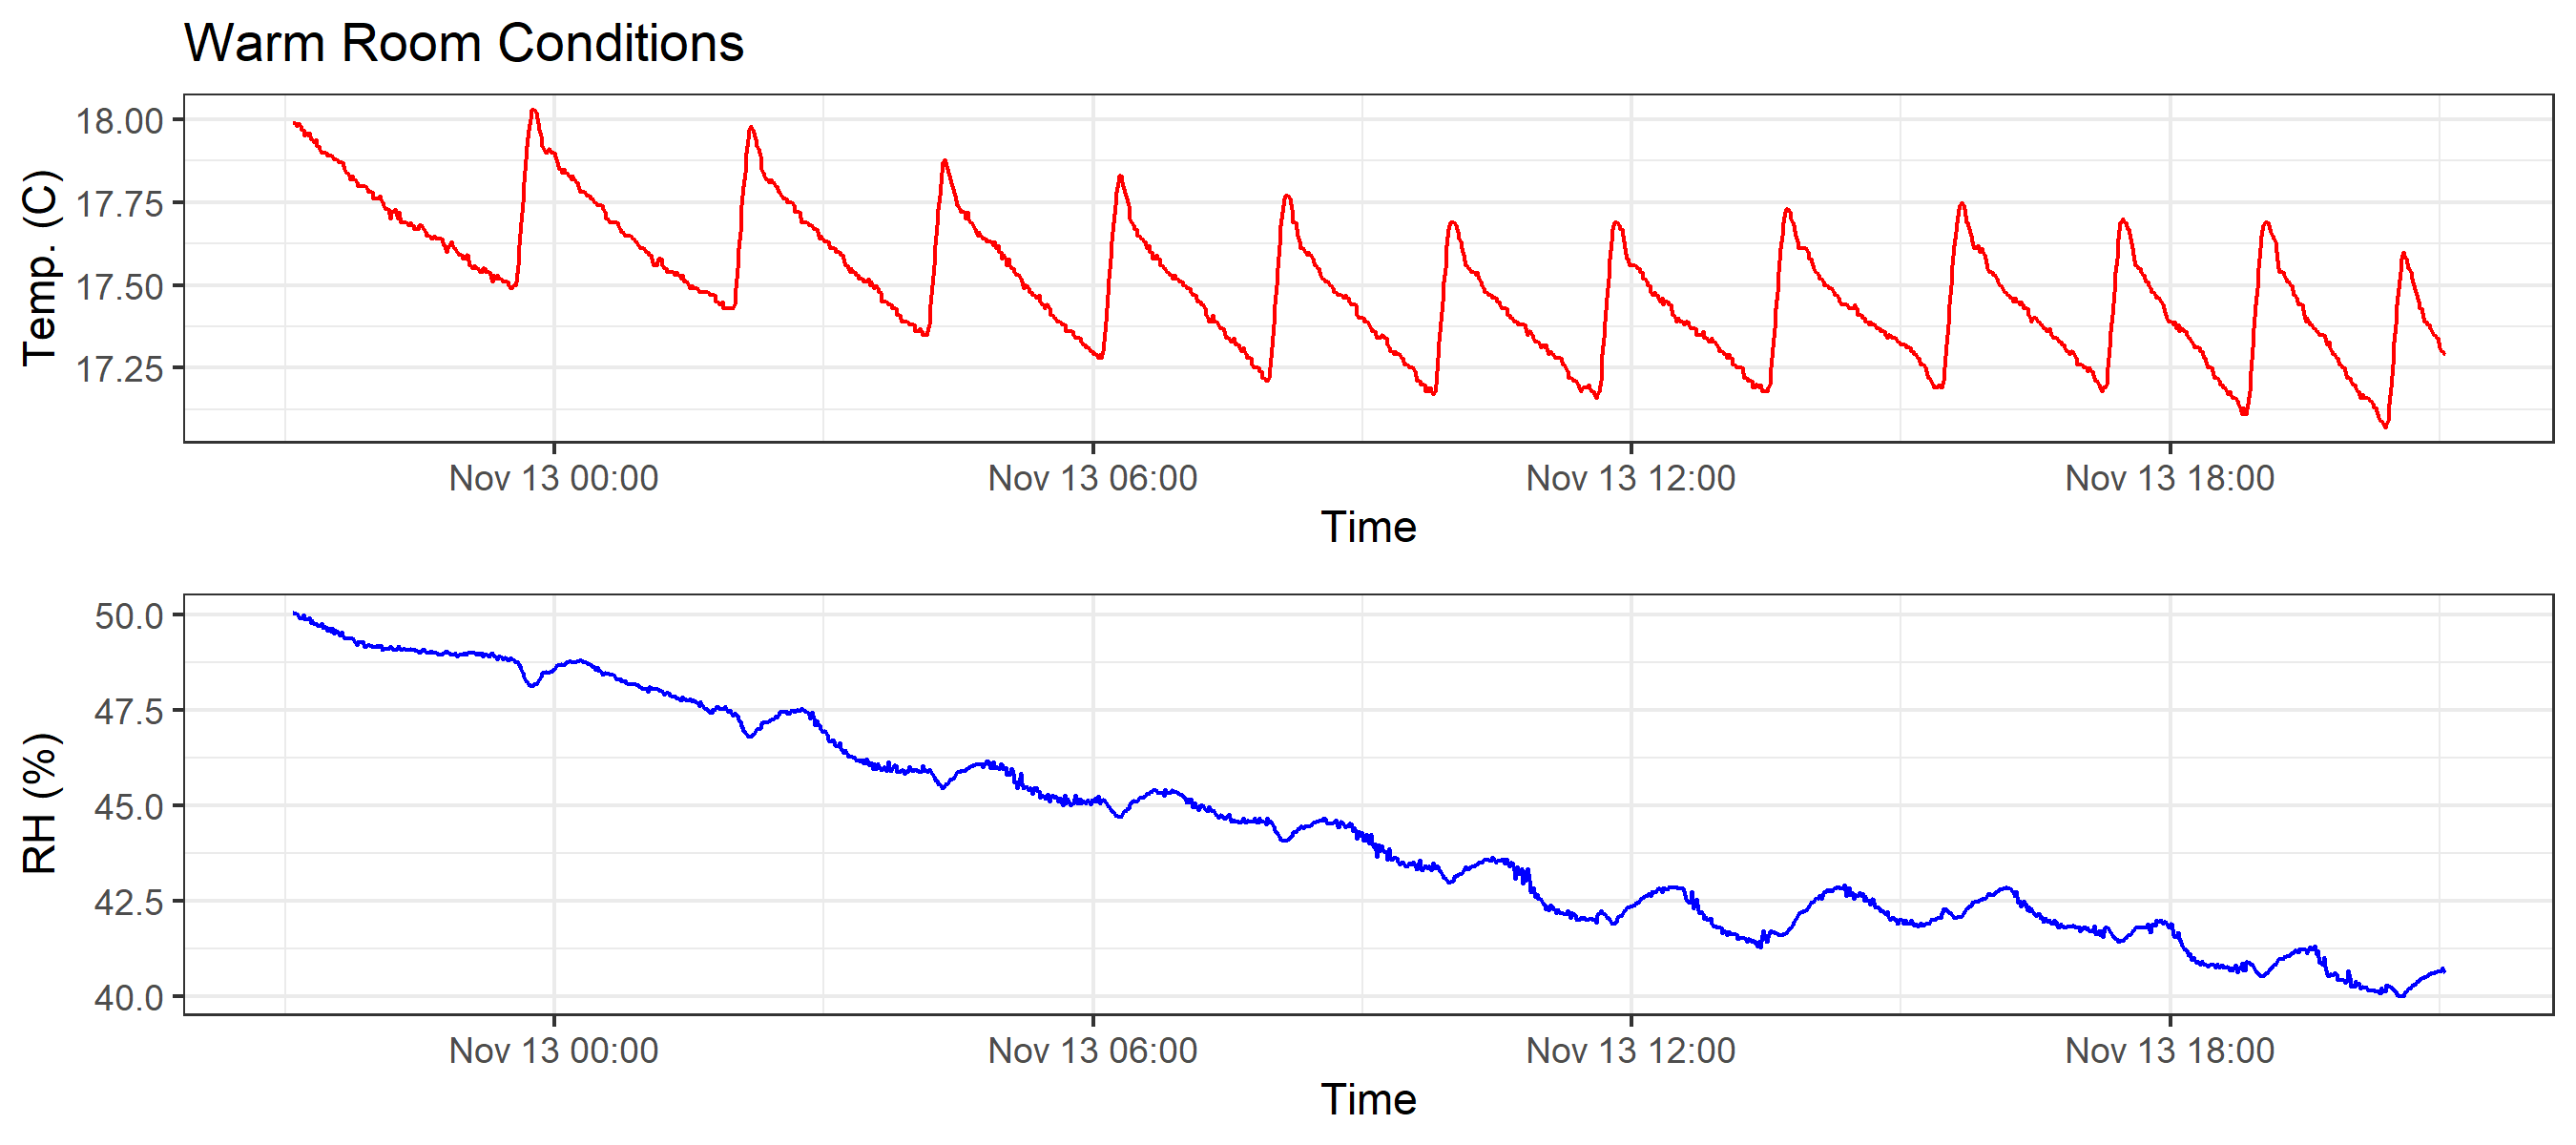 Warm Room Conditions
Temp. (C)
18.00
17.75
17.50
17.25
Nov 13 00:00 Nov 13 06:00 Nov 13 12:00 Nov 13 18:00
Time
RH (%)
50.0
47.5
45.0
42.5
40.0
Nov 13 00:00 Nov 13 06:00 Nov 13 12:00 Nov 13 18:00
Time